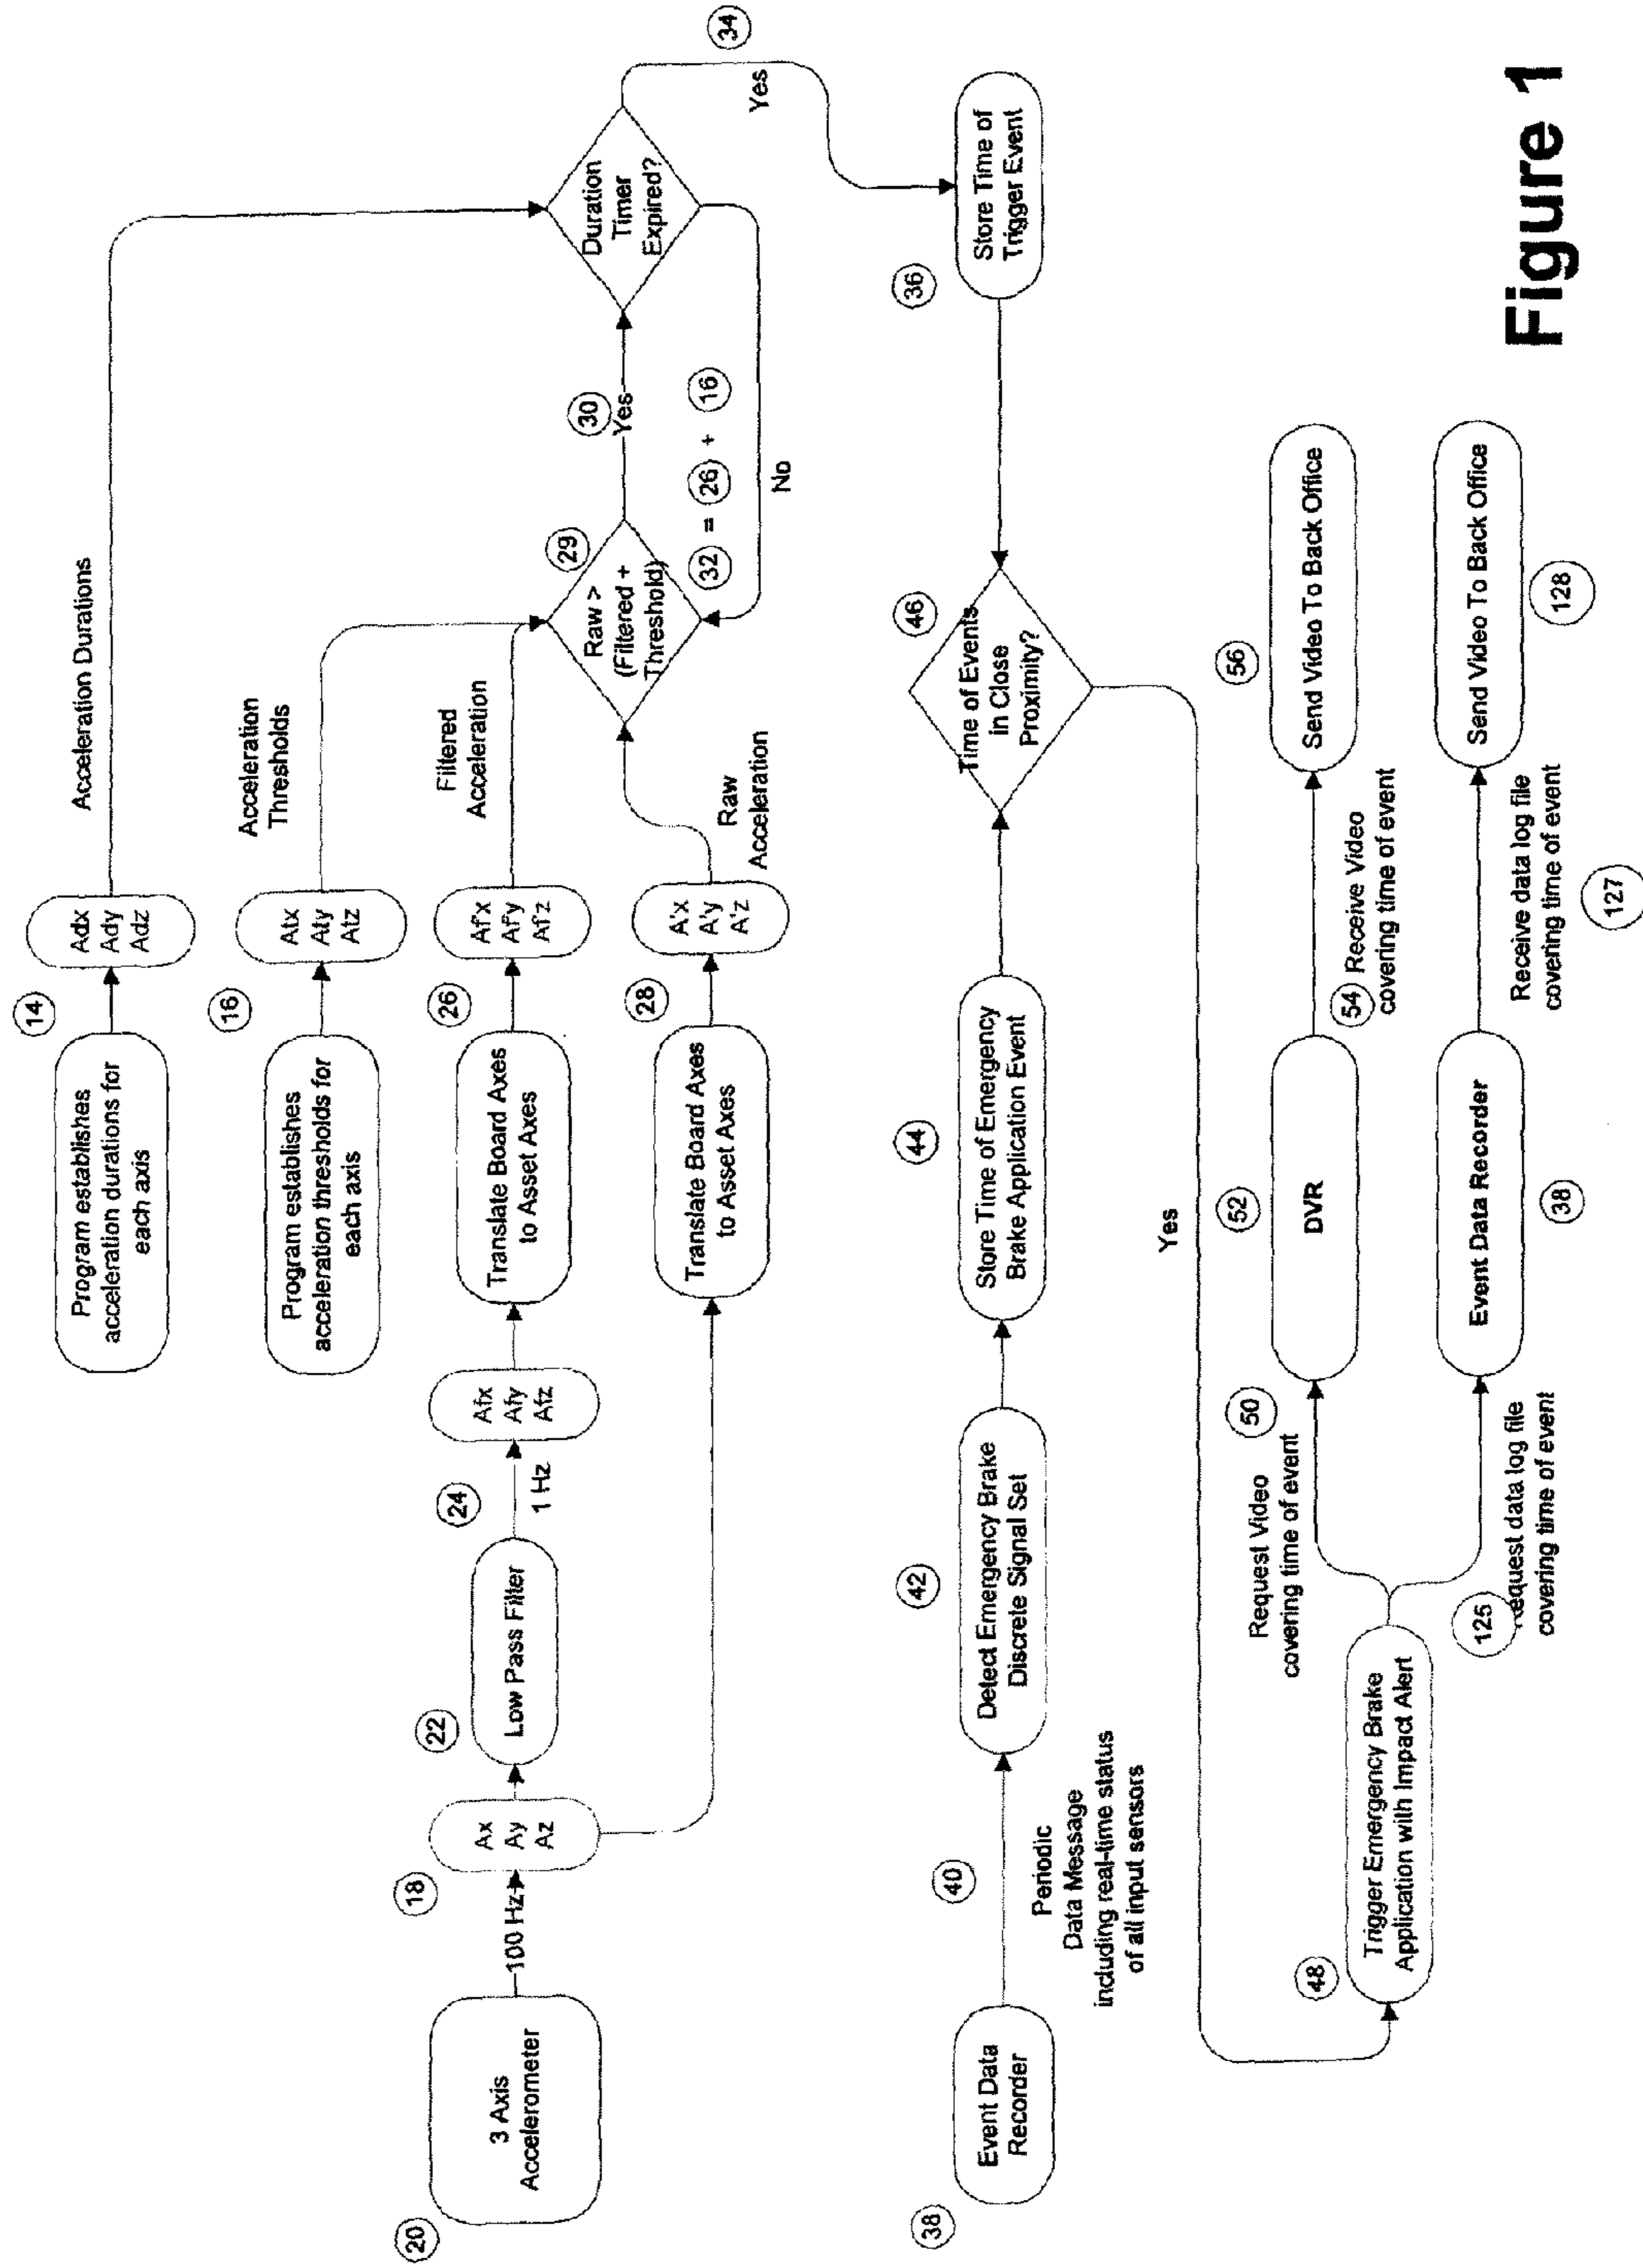 14
Program establishes
acceleration durations for
each axis
Adx
Ady
Adz
Acceleration Durations
16
Program establishes
acceleration thresholds for
each axis
Atx
Aty
Atz
Acceleration
Thresholds
20
3 Axis
Accelerometer
100 Hz
18
Ax
Ay
Az
22
Low Pass Filter
24
1 Hz
Afx
Afy
Afz
26
Translate Board Axes
to Asset Axes
Af'x
Af'y
Af'z
Filtered
Acceleration
28
Translate Board Axes
to Asset Axes
A'x
A'y
A'z
Raw
Acceleration
29
Raw >
(Filtered +
Threshold)
30
Yes
32 = 26 + 16
No
Duration
Timer
Expired?
34
Yes
36
Store Time of
Trigger Event
38
Event Data
Recorder
40
Periodic
Data Message
including real-time status
of all input sensors
42
Detect Emergency Brake
Discrete Signal Set
44
Store Time of Emergency
Brake Application Event
46
Time of Events
in Close
Proximity?
Yes
48
Trigger Emergency Brake
Application with Impact Alert
50
Request Video
covering time of event
52
DVR
54 Receive Video
covering time of event
56
Send Video To Back Office
125
equest data log file
covering time of event
Event Data Recorder
38
Receive data log file
covering time of event
127
Send Video To Back Office
128
Figure 1